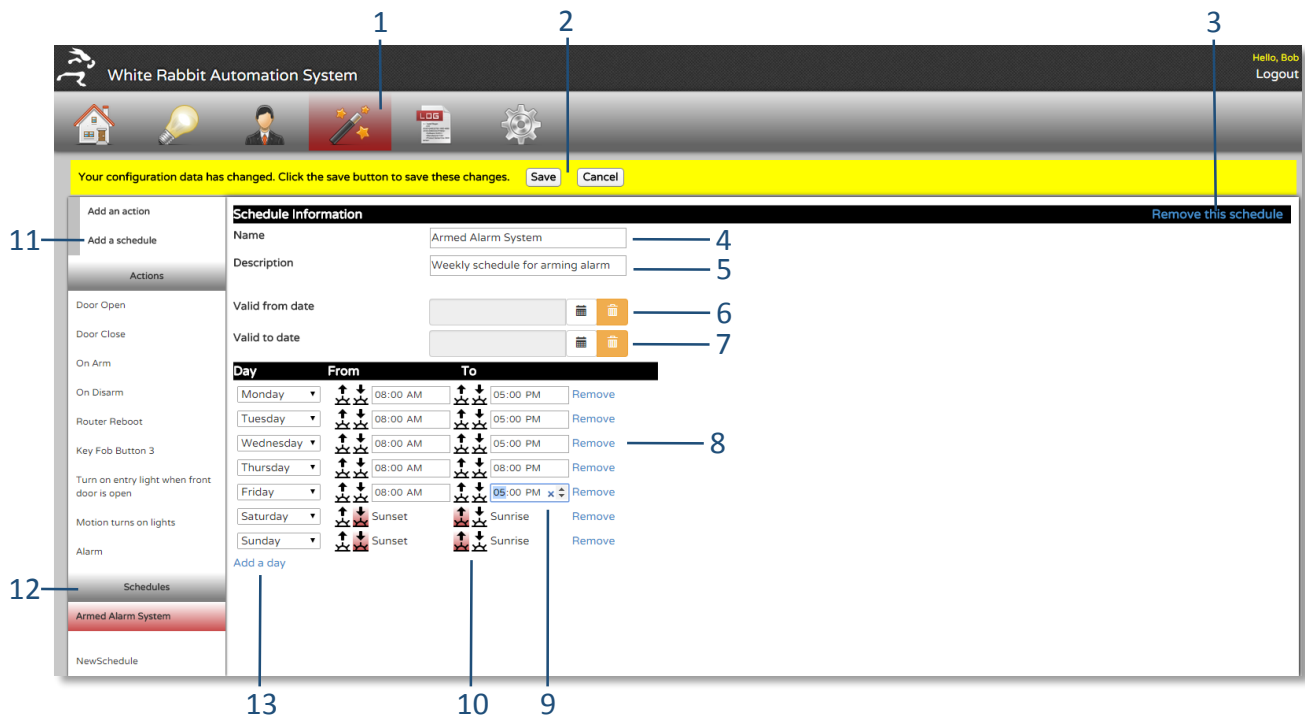 1 2 3
Hello, Bob
White Rabbit Automation System Logout
LOG
Your configuration data has changed. Click the save button to save these changes. Save Cancel
Add an action
11 Add a schedule
Actions
Door Open
Door Close
On Arm
On Disarm
Router Reboot
Key Fob Button 3
Turn on entry light when front
door is open
Motion turns on lights
Alarm
12 Schedules
Armed Alarm System
NewSchedule
Schedule Information Remove this schedule
Name Armed Alarm System 4
Description Weekly schedule for arming alarm 5
Valid from date 6
Valid to date 7
Day From To
Monday 08:00 AM 05:00 PM Remove
Tuesday 08:00 AM 05:00 PM Remove
Wednesday 08:00 AM 05:00 PM Remove 8
Thursday 08:00 AM 08:00 PM Remove
Friday 08:00 AM 05:00 PM x Remove
Saturday Sunset Sunrise Remove
Sunday Sunset Sunrise Remove
Add a day
13 10 9